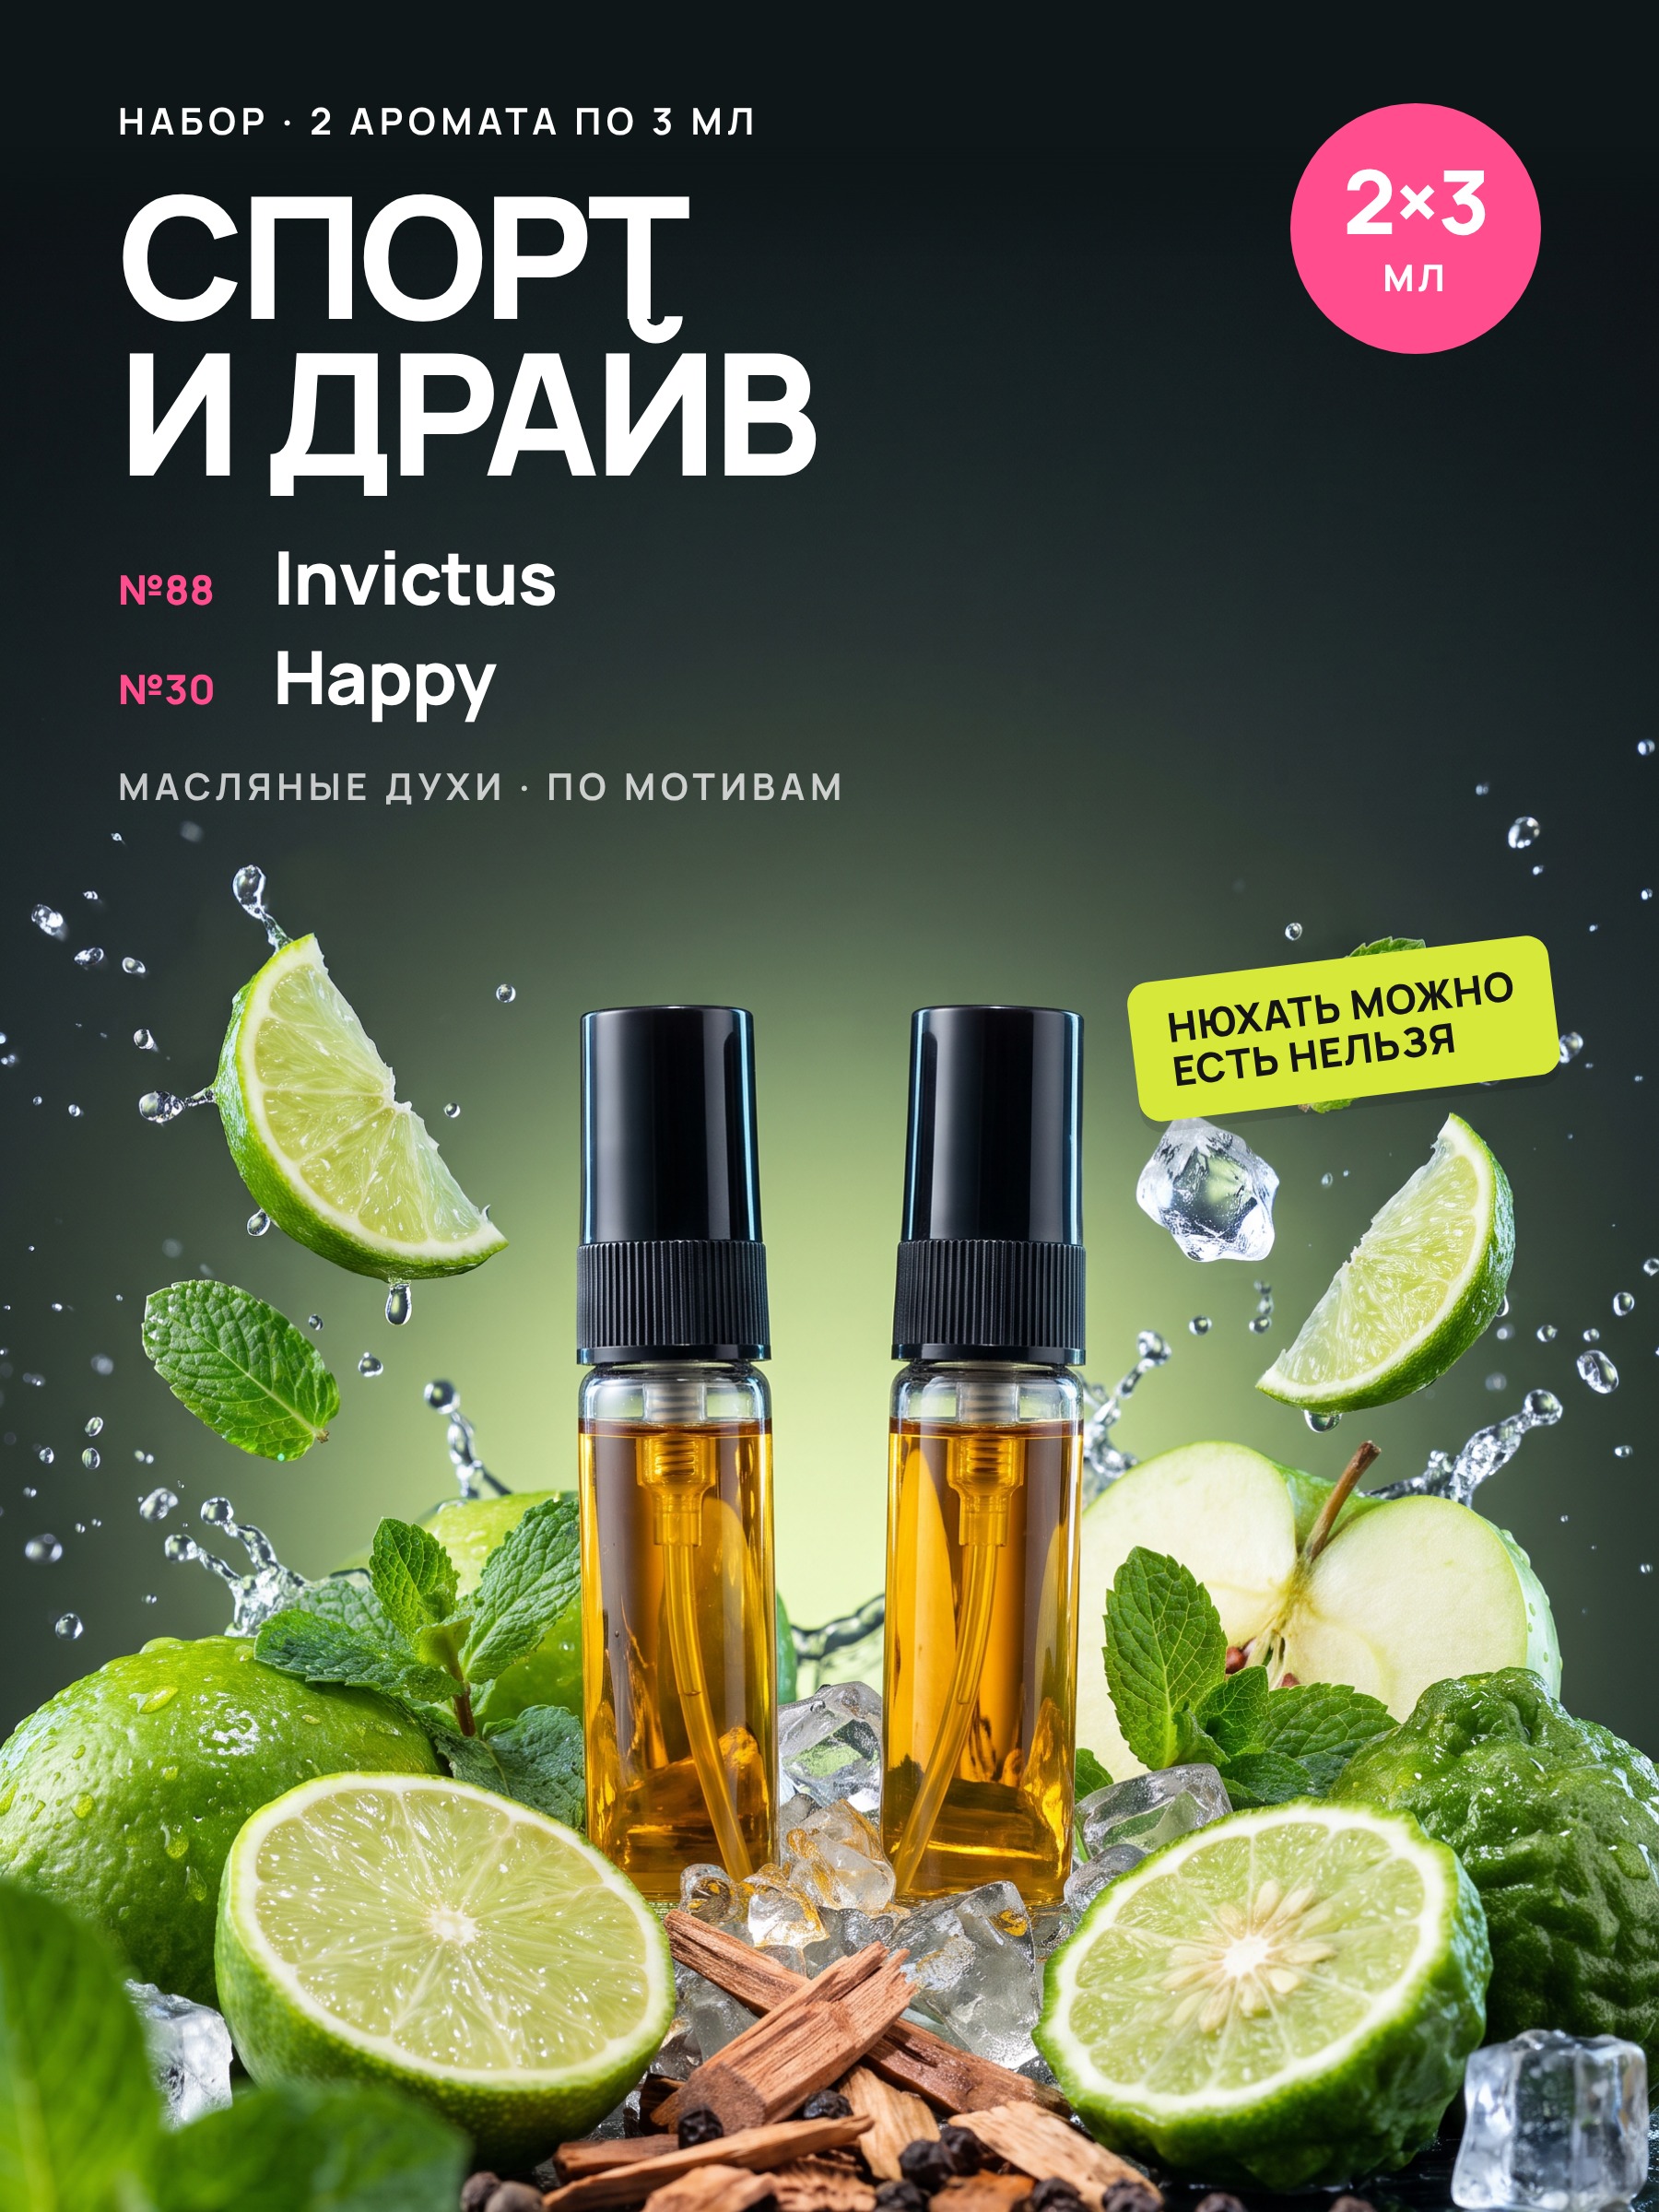 НАБОР · 2 АРОМАТА ПО 3 МЛ
2×3
МЛ
СПОРТ
И ДРАЙВ
№88 Invictus
№30 Happy
МАСЛЯНЫЕ ДУХИ · ПО МОТИВАМ
НЮХАТЬ МОЖНО
ЕСТЬ НЕЛЬЗЯ